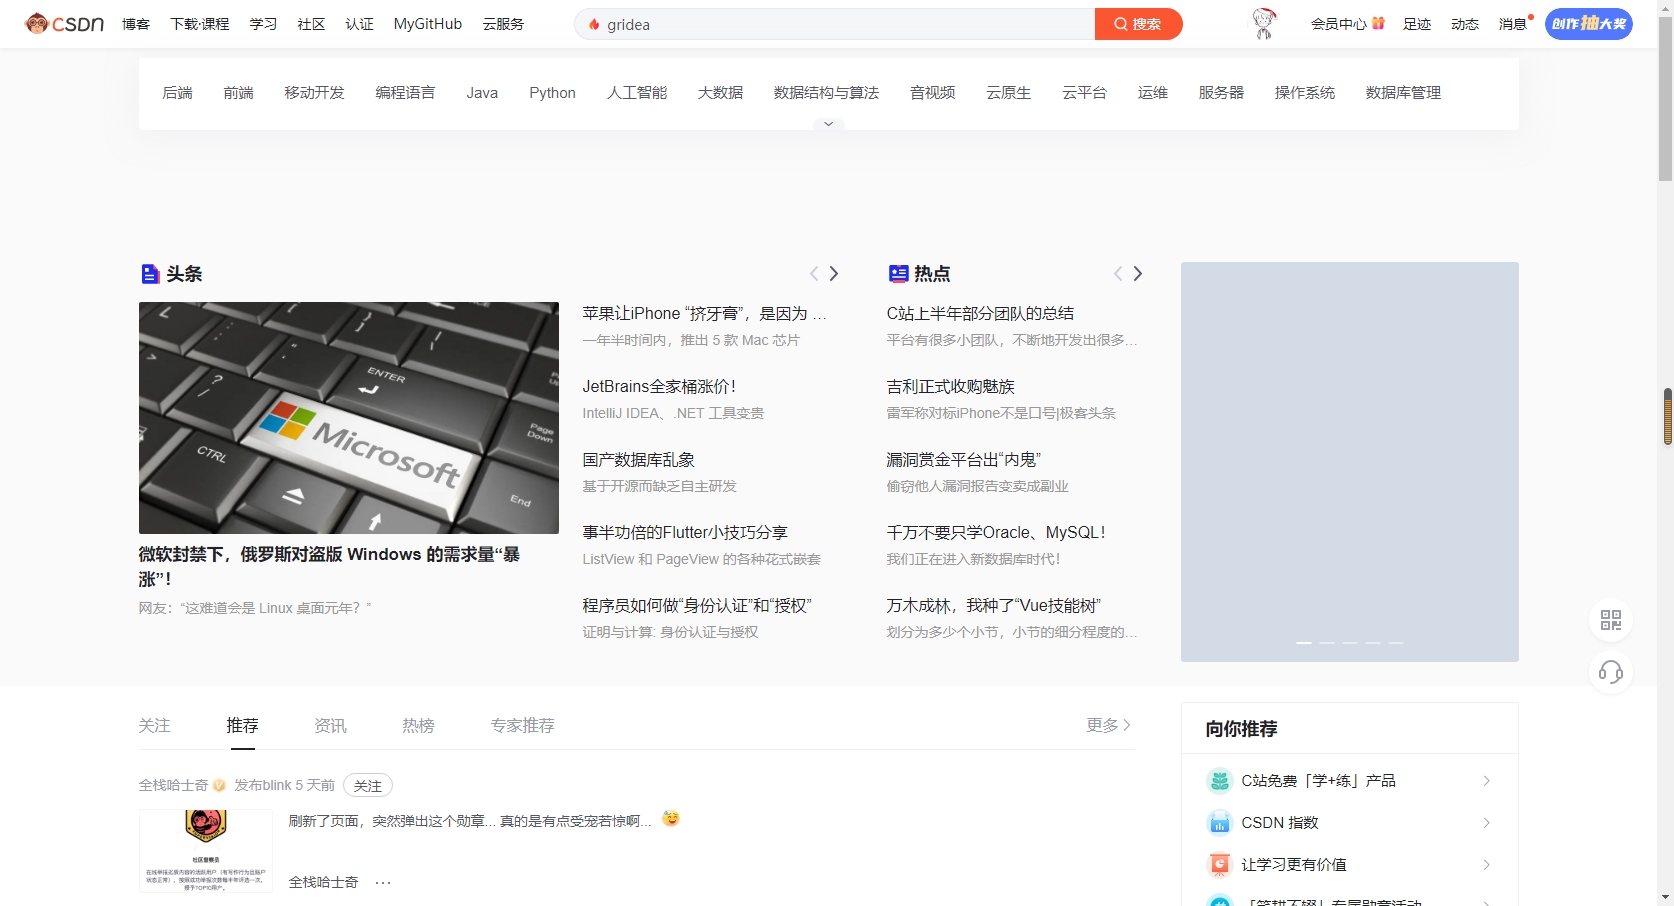 CSDN 博客 下载·课程 学习 社区 认证 MyGitHub 云服务 gridea 搜索 会员中心 足迹 动态 消息 创作抽大奖
后端 前端 移动开发 编程语言 Java Python 人工智能 大数据 数据结构与算法 音视频 云原生 云平台 运维 服务器 操作系统 数据库管理
头条
CTRL
ENTER
Microsoft
Page
Down
End
微软封禁下，俄罗斯对盗版 Windows 的需求量“暴
涨”！
网友：“这难道会是 Linux 桌面元年？”
苹果让iPhone “挤牙膏”，是因为 …
一年半时间内，推出 5 款 Mac 芯片
JetBrains全家桶涨价！
IntelliJ IDEA、.NET 工具变贵
国产数据库乱象
基于开源而缺乏自主研发
事半功倍的Flutter小技巧分享
ListView 和 PageView 的各种花式嵌套
程序员如何做“身份认证”和“授权”
证明与计算: 身份认证与授权
热点
C站上半年部分团队的总结
平台有很多小团队，不断地开发出很多…
吉利正式收购魅族
雷军称对标iPhone不是口号|极客头条
漏洞赏金平台出“内鬼”
偷窃他人漏洞报告变卖成副业
千万不要只学Oracle、MySQL！
我们正在进入新数据库时代！
万木成林，我种了“Vue技能树”
划分为多少个小节，小节的细分程度的…
关注 推荐 资讯 热榜 专家推荐 更多
全栈哈士奇 发布blink 5 天前 关注
刷新了页面，突然弹出这个勋章... 真的是有点受宠若惊啊...
社区督察员
全栈哈士奇 ···
向你推荐
C站免费「学+练」产品
CSDN 指数
让学习更有价值